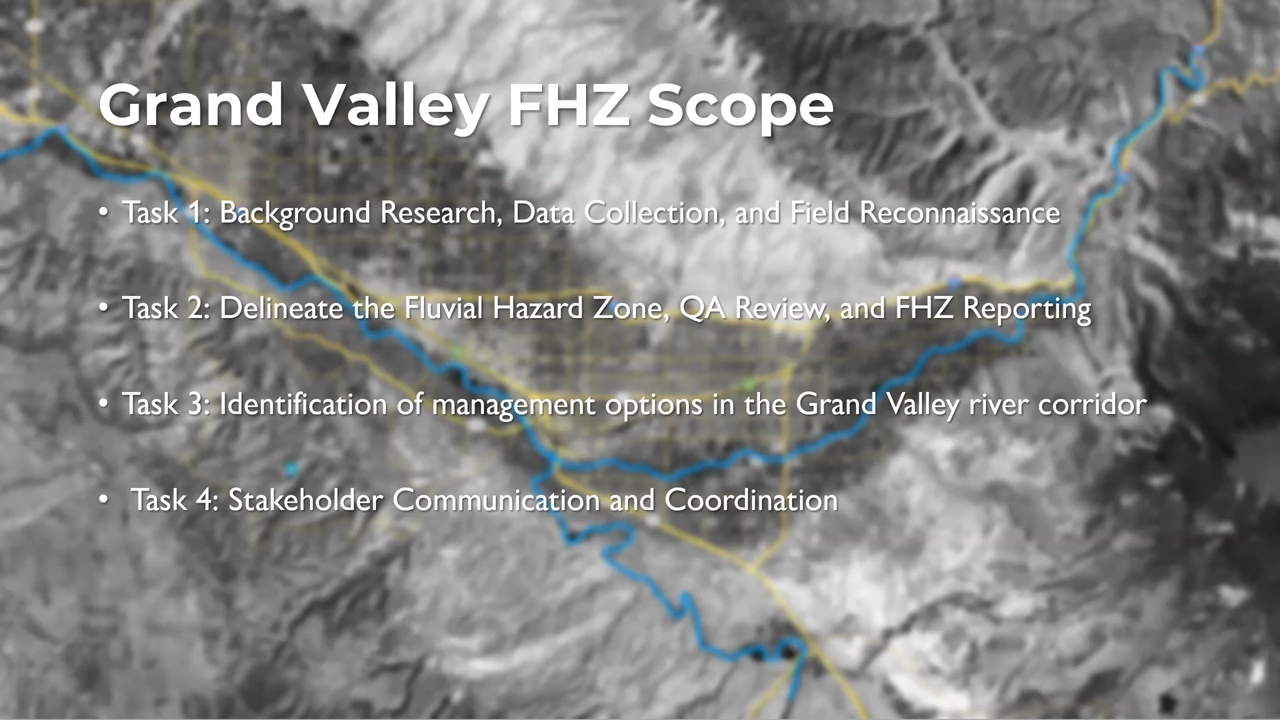 Grand Valley FHZ Scope
• Task 1: Background Research, Data Collection, and Field Reconnaissance
• Task 2: Delineate the Fluvial Hazard Zone, QA Review, and FHZ Reporting
• Task 3: Identification of management options in the Grand Valley river corridor
• Task 4: Stakeholder Communication and Coordination